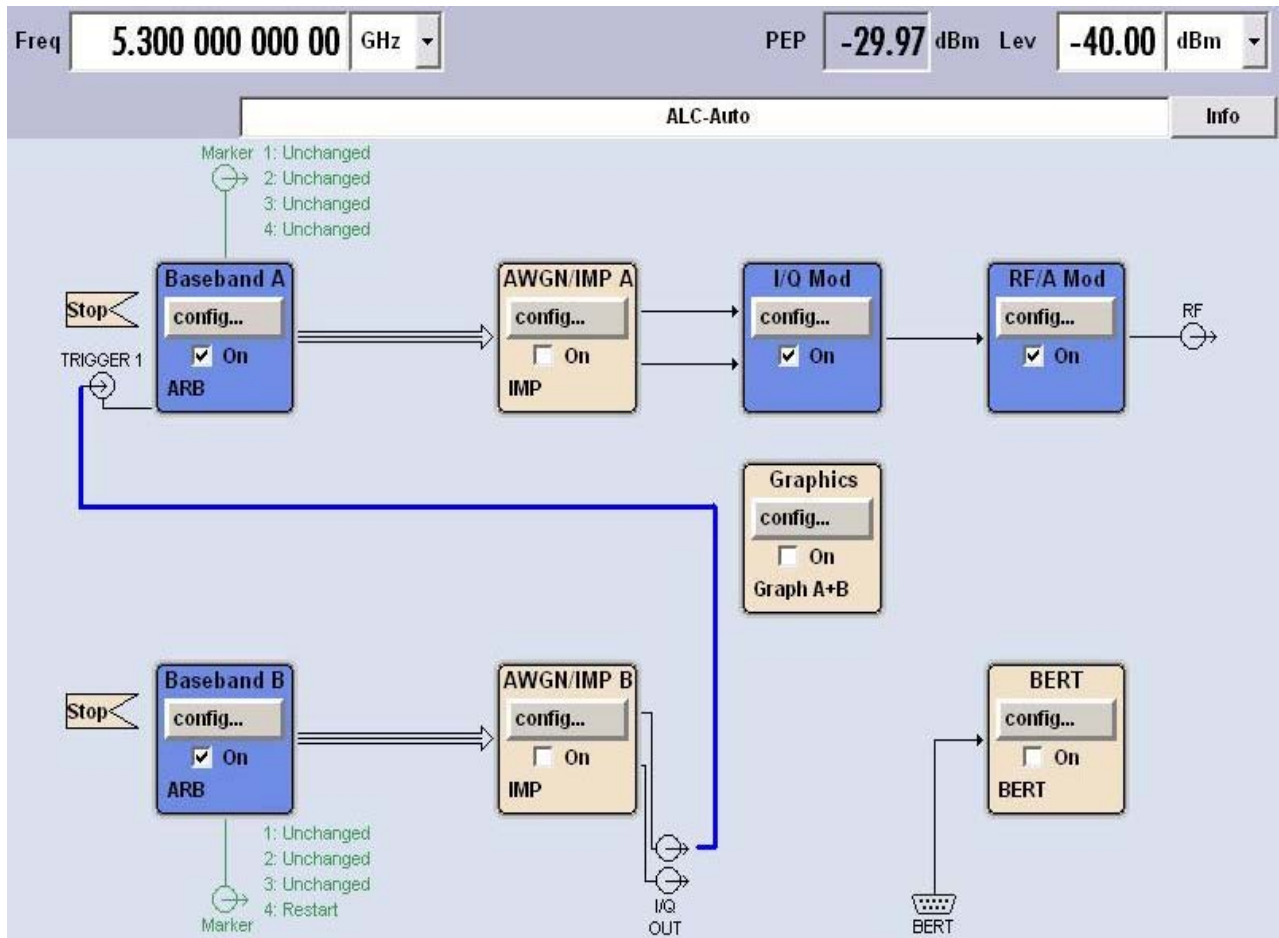 Freq 5.300 000 000 00 GHz PEP -29.97 dBm Lev -40.00 dBm
ALC-Auto Info
Marker 1: Unchanged
2: Unchanged
3: Unchanged
4: Unchanged
Baseband A
config...
On
ARB
Stop
TRIGGER 1
AWGN/IMP A
config...
On
IMP
I/Q Mod
config...
On
RF/A Mod
config...
On
RF
Graphics
config...
On
Graph A+B
Baseband B
config...
On
ARB
Stop
AWGN/IMP B
config...
On
IMP
BERT
config...
On
BERT
1: Unchanged
2: Unchanged
3: Unchanged
4: Restart
Marker
I/Q
OUT
BERT